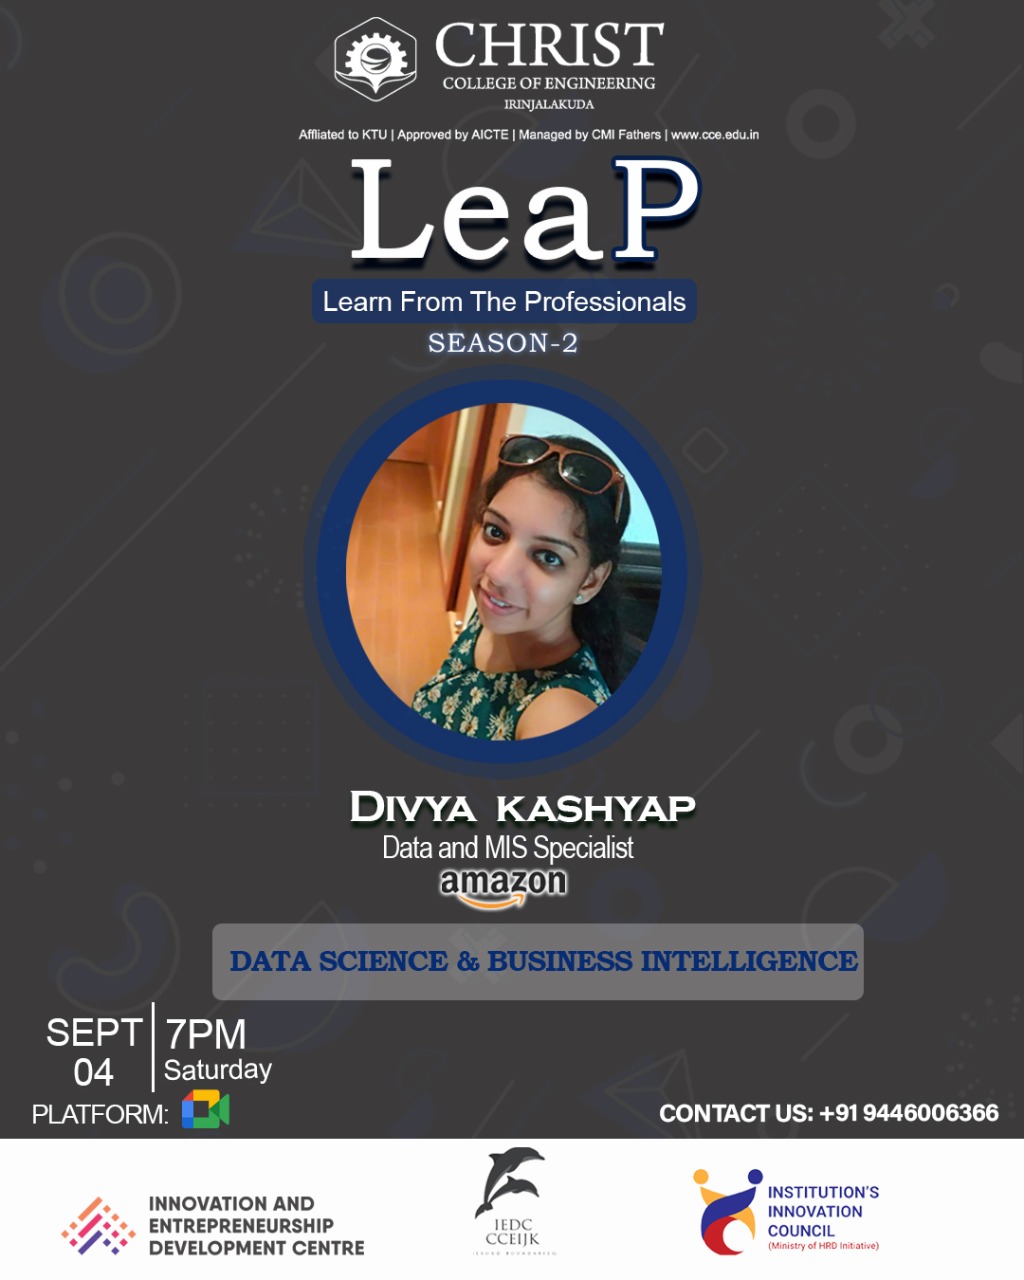 CHRIST
COLLEGE OF ENGINEERING
IRINJALAKUDA
Affliated to KTU | Approved by AICTE | Managed by CMI Fathers | www.cce.edu.in
LeaP
Learn From The Professionals
SEASON-2
DIVYA KASHYAP
Data and MIS Specialist
amazon
DATA SCIENCE & BUSINESS INTELLIGENCE
SEPT 04
7PM
Saturday
PLATFORM:
CONTACT US: +91 9446006366
INNOVATION AND
ENTREPRENEURSHIP
DEVELOPMENT CENTRE
IEDC
CCEIJK
INSTITUTION'S
INNOVATION
COUNCIL
(Ministry of HRD Initiative)